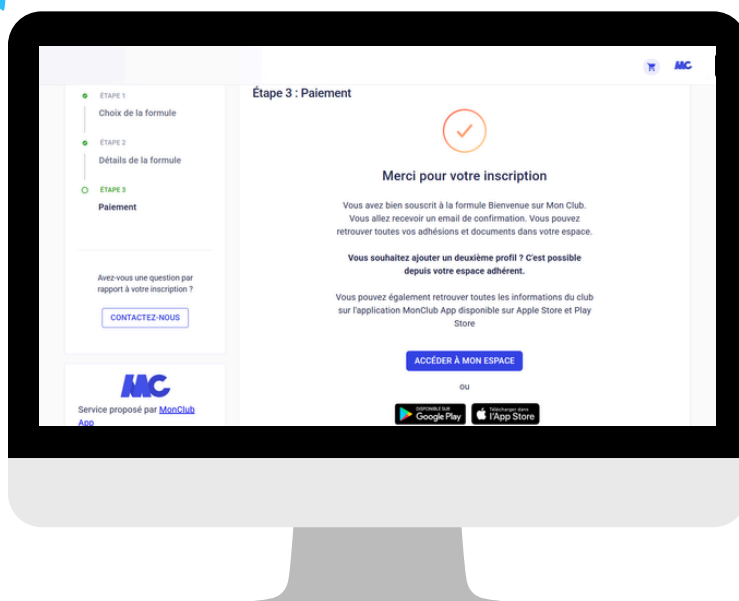 MC
ÉTAPE 1
Choix de la formule
ÉTAPE 2
Détails de la formule
ÉTAPE 3
Paiement
Avez-vous une question par
rapport à votre inscription ?
CONTACTEZ-NOUS
MC
Service proposé par MonClub
App
Étape 3 : Paiement
Merci pour votre inscription
Vous avez bien souscrit à la formule Bienvenue sur Mon Club.
Vous allez recevoir un email de confirmation. Vous pouvez
retrouver toutes vos adhésions et documents dans votre espace.
Vous souhaitez ajouter un deuxième profil ? C'est possible
depuis votre espace adhérent.
Vous pouvez également retrouver toutes les informations du club
sur l'application MonClub App disponible sur Apple Store et Play
Store
ACCÉDER À MON ESPACE
ou
DISPONIBLE SUR
Google Play
Télécharger dans
l'App Store